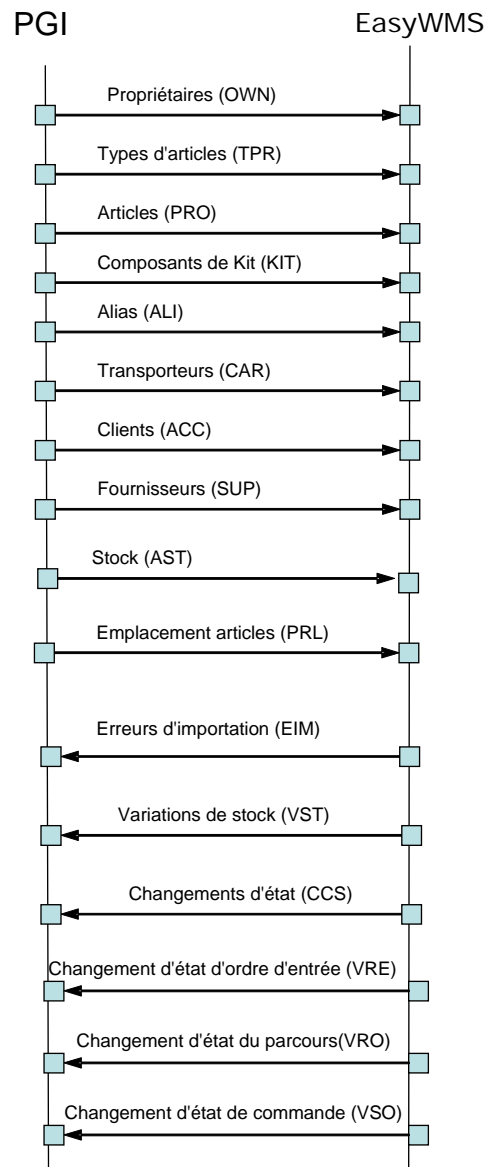 PGI
EasyWMS
Propriétaires (OWN)
Types d'articles (TPR)
Articles (PRO)
Composants de Kit (KIT)
Alias (ALI)
Transporteurs (CAR)
Clients (ACC)
Fournisseurs (SUP)
Stock (AST)
Emplacement articles (PRL)
Erreurs d'importation (EIM)
Variations de stock (VST)
Changements d'état (CCS)
Changement d'état d'ordre d'entrée (VRE)
Changement d'état du parcours(VRO)
Changement d'état de commande (VSO)